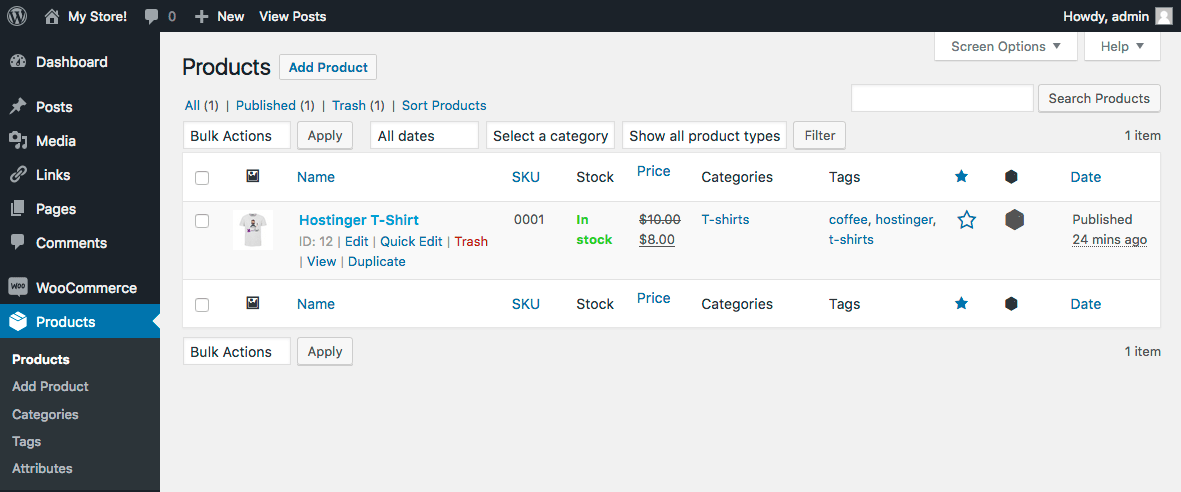 My Store! 0 New View Posts Howdy, admin
Screen Options Help
Dashboard
Posts
Media
Links
Pages
Comments
WOO WooCommerce
Products
Products
Add Product
Categories
Tags
Attributes
Products Add Product
All (1) | Published (1) | Trash (1) | Sort Products
Search Products
Bulk Actions Apply All dates Select a category Show all product types Filter 1 item
Name SKU Stock Price Categories Tags Date
Hostinger T-Shirt 0001 In $10.00 T-shirts coffee, hostinger, Published
ID: 12 | Edit | Quick Edit | Trash stock $8.00 t-shirts 24 mins ago
| View | Duplicate
Name SKU Stock Price Categories Tags Date
Bulk Actions Apply 1 item